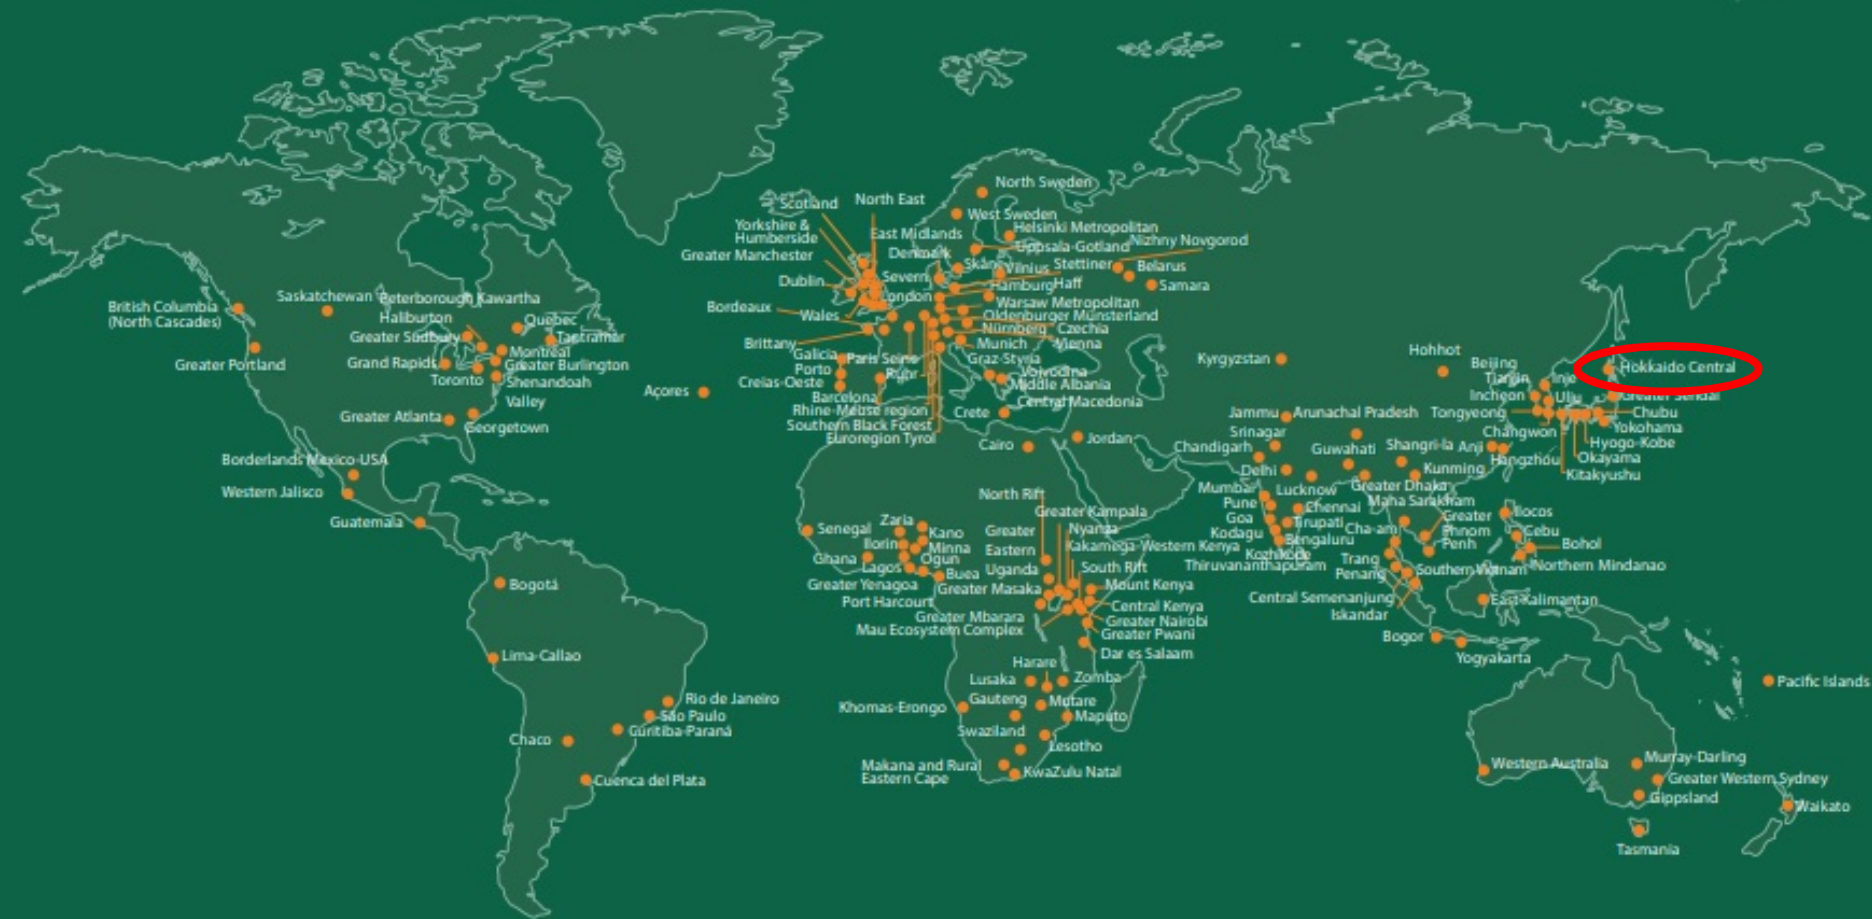 North Sweden
Scotland
North East
West Sweden
Yorkshire &
Humberside
East Midlands
Helsinki Metropolitan
Uppsala-Gotland
Nizhny Novgorod
Greater Manchester
Denmark
Skåne
Vilnius
Stettiner
Haff
Belarus
Dublin
Severn
Hamburg
Samara
London
Warsaw Metropolitan
British Columbia
(North Cascades)
Saskatchewan
Peterborough Kawartha
Haliburton
Bordeaux
Wales
Oldenburger Münsterland
Quebec
Nürnberg
Czechia
Greater Sudbury
Tantramar
Brittany
Munich
Vienna
Montréal
Galicia
Paris Seine
Graz-Styria
Kyrgyzstan
Hohhot
Beijing
Greater Portland
Grand Rapids
Greater Burlington
Porto
Ruhr
Vojvodina
Hokkaido Central
Toronto
Shenandoah
Valley
Creias-Oeste
Middle Albania
Tianjin
Inje
Açores
Barcelona
Central Macedonia
Incheon
Ulju
Greater Sendai
Rhine-Meuse region
Crete
Jammu
Arunachal Pradesh
Tongyeong
Chubu
Greater Atlanta
Georgetown
Southern Black Forest
Srinagar
Changwon
Yokohama
Euroregion Tyrol
Cairo
Jordan
Chandigarh
Guwahati
Shangri-la
Anji
Hyogo-Kobe
Borderlands Mexico-USA
Delhi
Kunming
Hangzhou
Okayama
Kitakyushu
Western Jalisco
North Rift
Mumbai
Lucknow
Greater Dhaka
Pune
Chennai
Maha Sarakham
Guatemala
Senegal
Zaria
Kano
Greater Kampala
Goa
Tirupati
Cha-am
Greater
Phnom
Penh
Ilocos
Greater
Eastern
Uganda
Nyanza
Kodagu
Bengaluru
Cebu
Ilorin
Minna
Kakamega-Western Kenya
Kozhikode
Bohol
Ghana
Ogun
Thiruvananthapuram
Trang
Northern Mindanao
Lagos
Buea
South Rift
Penang
Southern Vietnam
Bogotá
Greater Yenagoa
Greater Masaka
Mount Kenya
Central Semenanjung
East Kalimantan
Port Harcourt
Central Kenya
Iskandar
Greater Mbarara
Greater Nairobi
Mau Ecosystem Complex
Greater Pwani
Bogor
Lima-Callao
Dar es Salaam
Yogyakarta
Harare
Lusaka
Zomba
Pacific Islands
Rio de Janeiro
Khomas-Erongo
Gauteng
Mutare
São Paulo
Maputo
Curitiba-Paraná
Swaziland
Chaco
Lesotho
Makana and Rural
Eastern Cape
KwaZulu Natal
Western Australia
Murray-Darling
Cuenca del Plata
Greater Western Sydney
Gippsland
Waikato
Tasmania